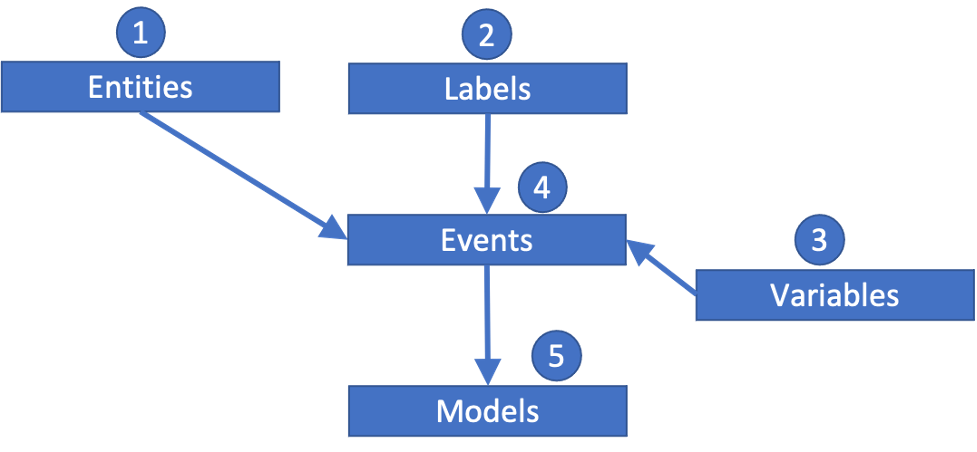 1
Entities
2
Labels
4
Events
3
Variables
5
Models